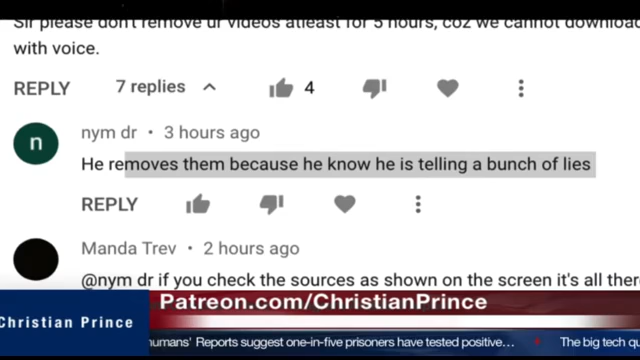 Sir please don't remove ur videos atleast for 5 hours, coz we cannot download
with voice.
REPLY 7 replies 4
n nym dr • 3 hours ago
He removes them because he know he is telling a bunch of lies
REPLY
Manda Trev • 2 hours ago
@nym dr if you check the sources as shown on the screen it's all there
Patreon.com/ChristianPrince
Christian Prince
humans' Reports suggest one-in-five prisoners have tested positive... The big tech qu